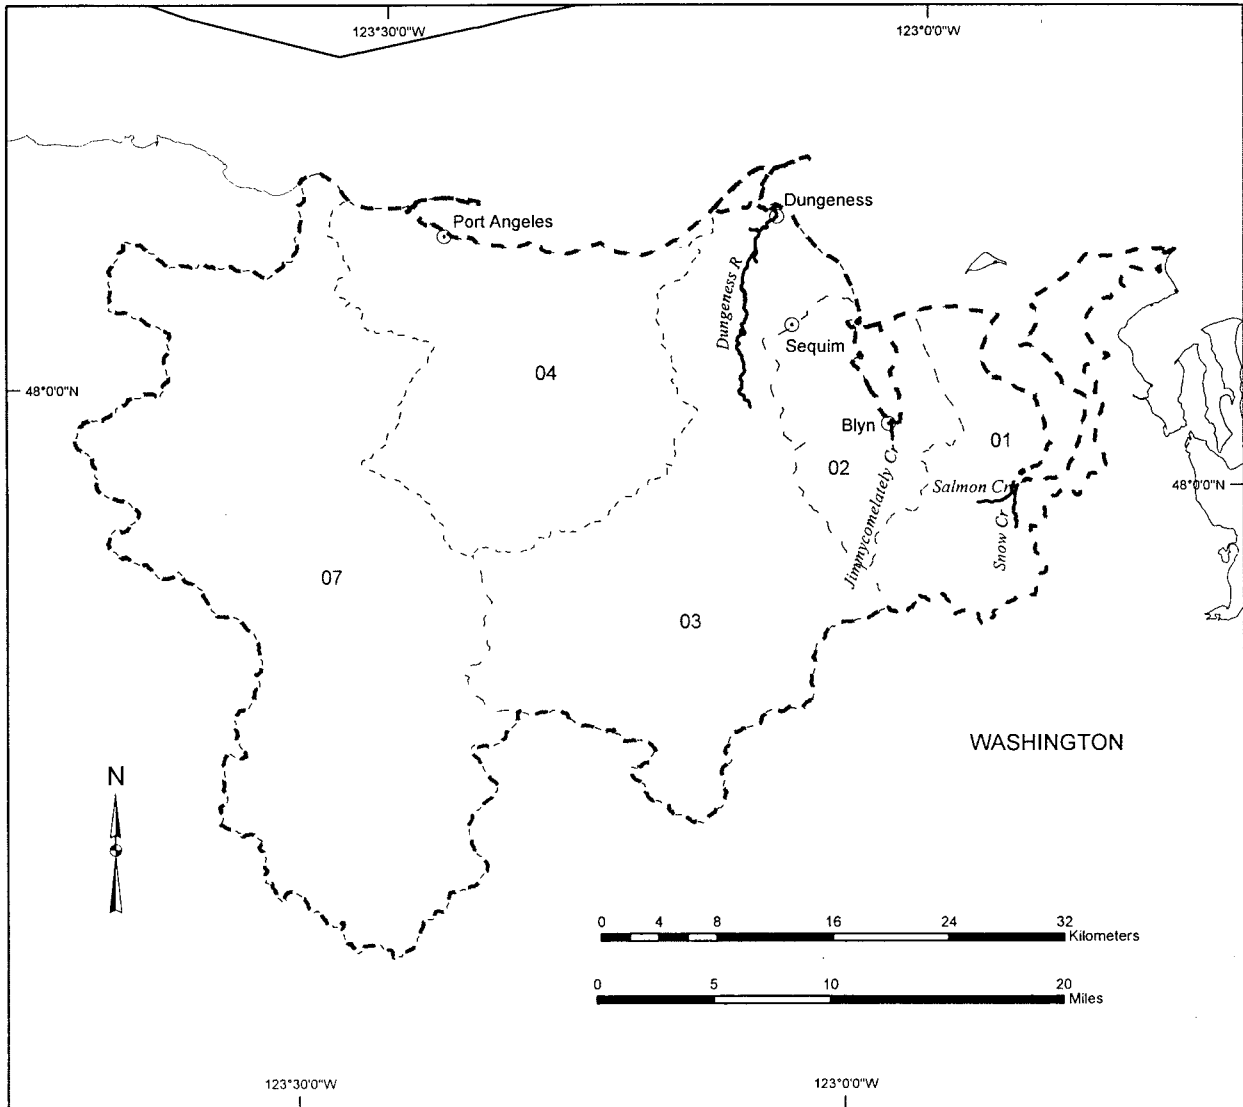 123°30'0"W
123°0'0"W
Dungeness
Port Angeles
Dungeness R
Sequim
04
48°0'0"N
Blyn
01
02
Salmon Cr
48°0'0"N
Jimmycomelately Cr
Snow Cr
07
03
WASHINGTON
N
0 4 8 16 24 32
Kilometers
0 5 10 20
Miles
123°30'0"W
123°0'0"W